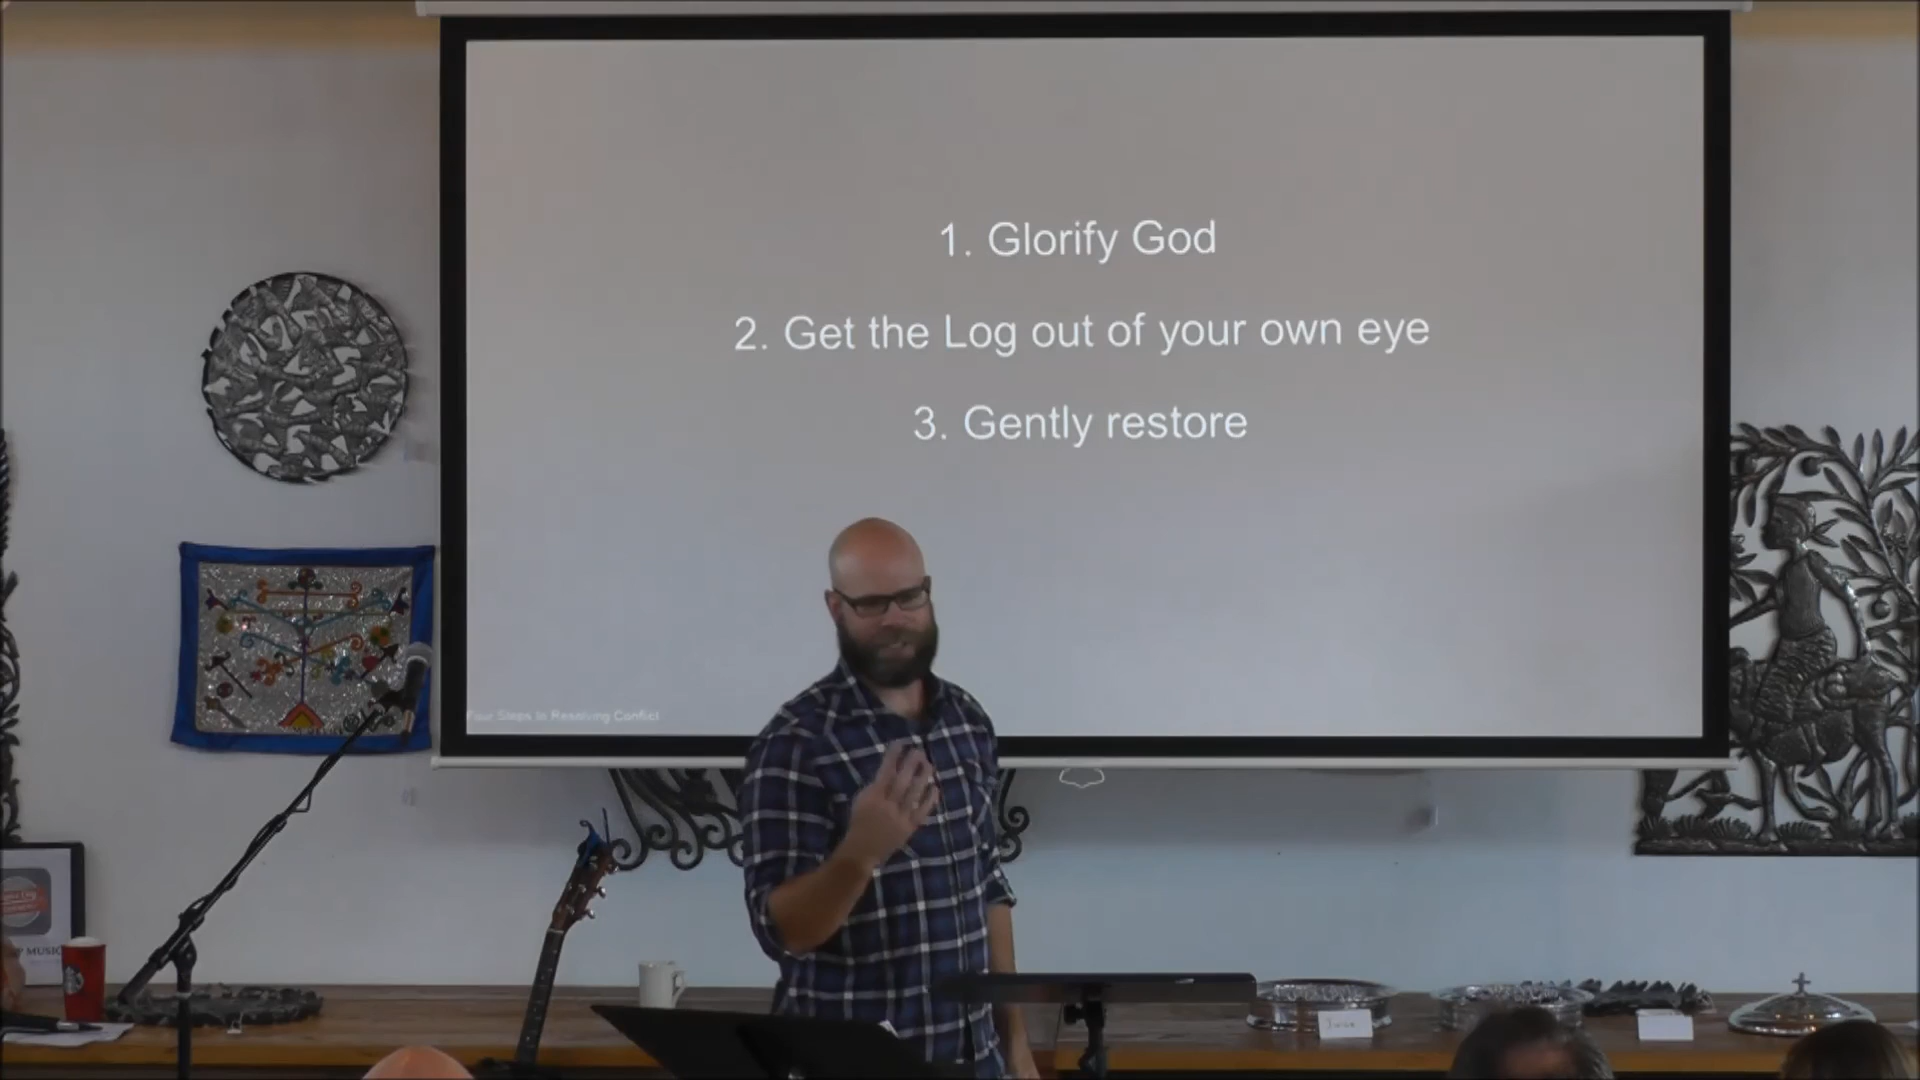 1. Glorify God
2. Get the Log out of your own eye
3. Gently restore
Four Steps in Resolving Conflict
MUSIC